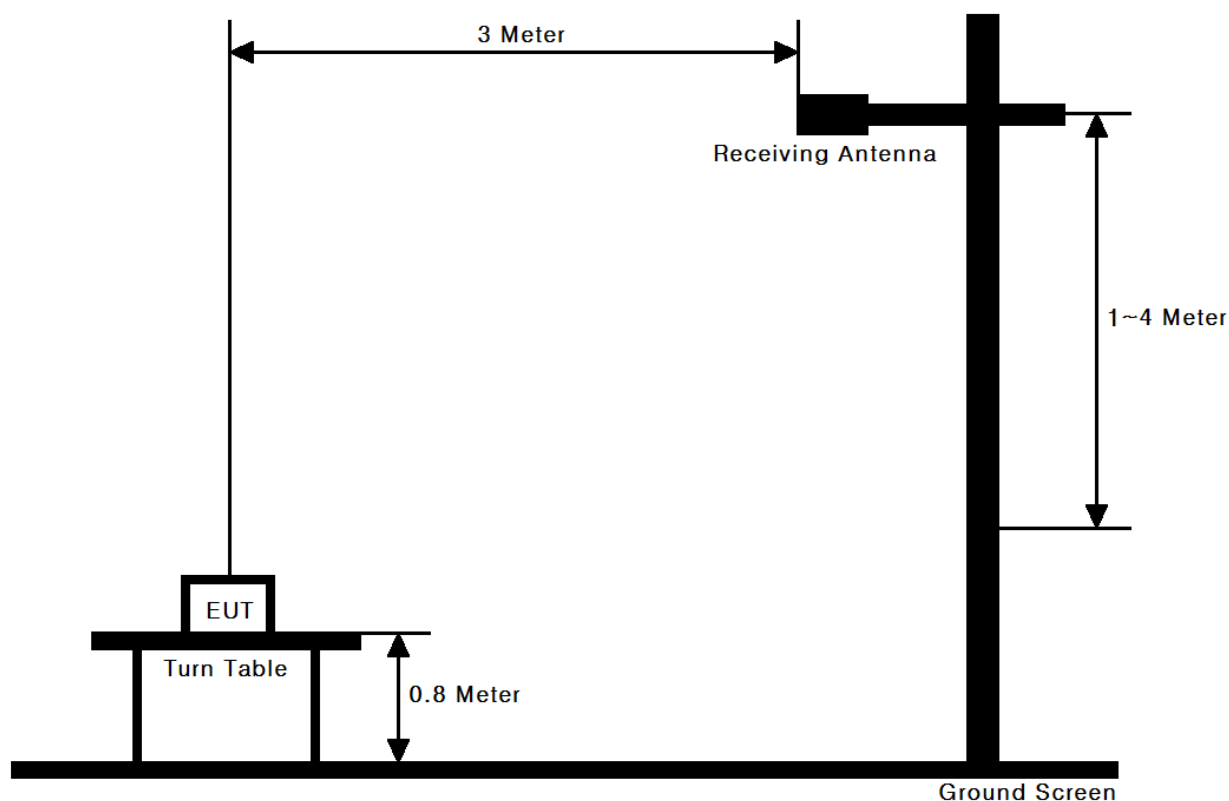 3 Meter
Receiving Antenna
1~4 Meter
EUT
Turn Table
0.8 Meter
Ground Screen